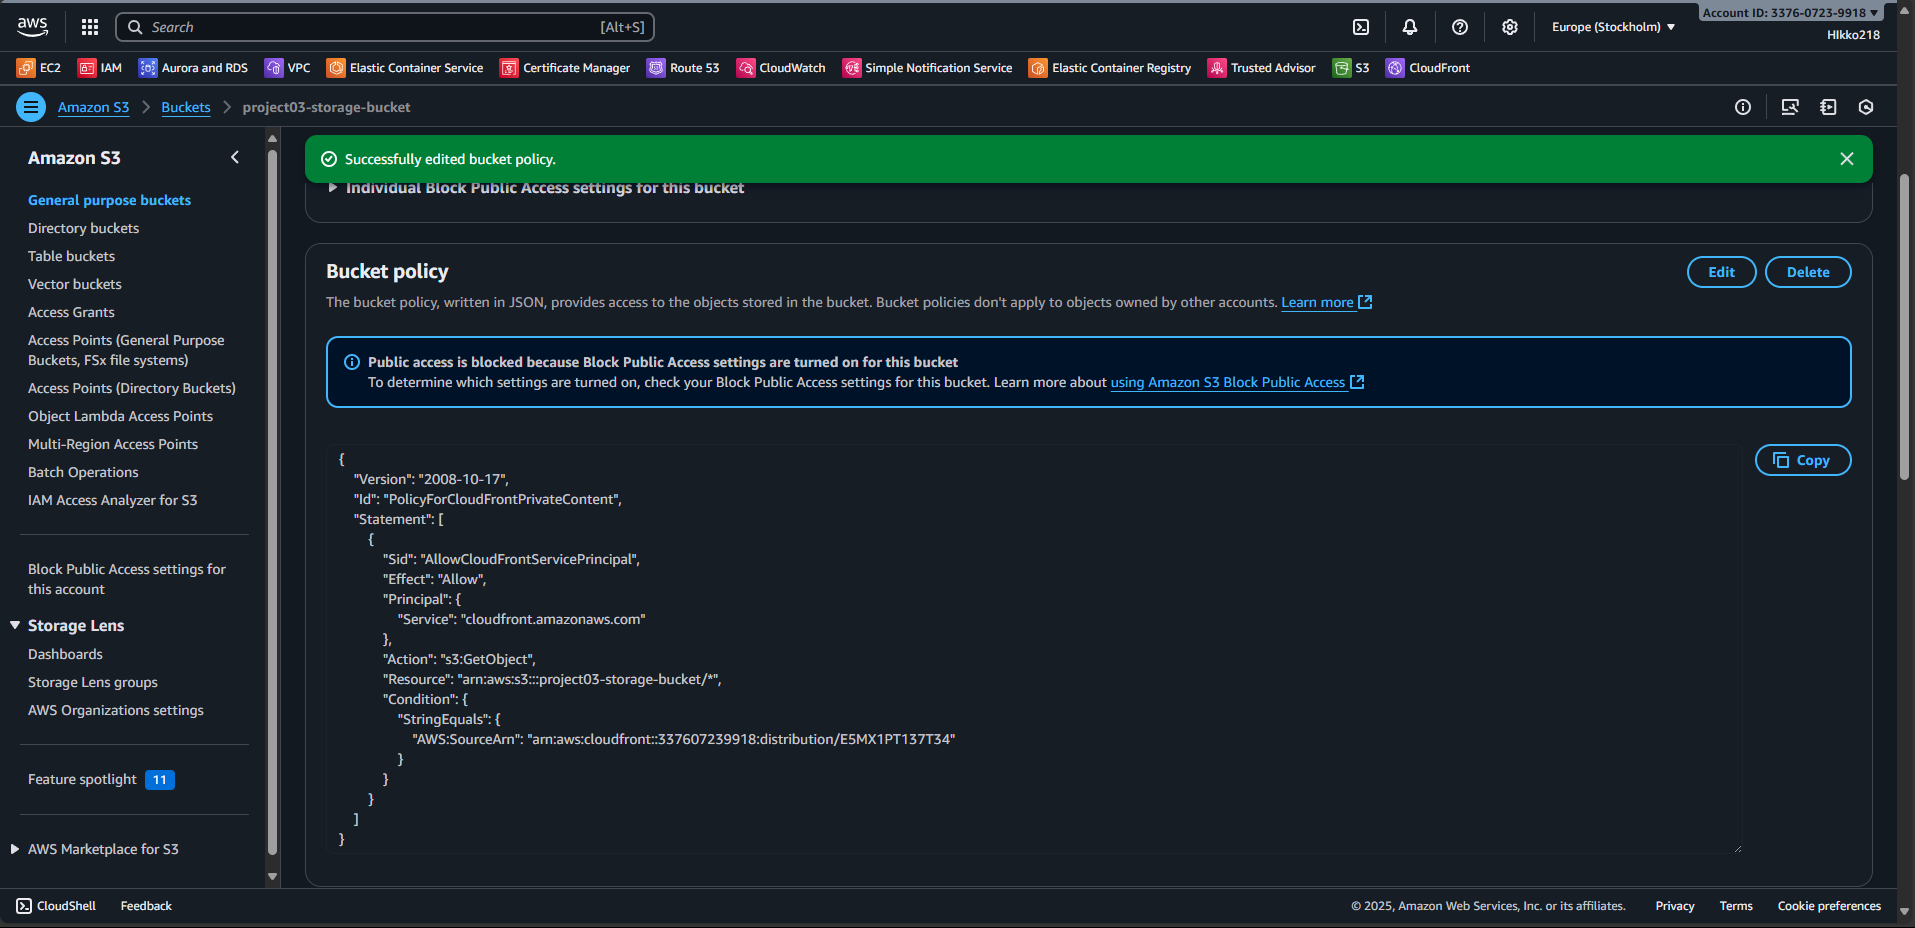 aws
Search [Alt+S]
Europe (Stockholm)
Account ID: 3376-0723-9918
HIkko218
EC2 IAM Aurora and RDS VPC Elastic Container Service Certificate Manager Route 53 CloudWatch Simple Notification Service Elastic Container Registry Trusted Advisor S3 CloudFront
Amazon S3 > Buckets > project03-storage-bucket
Amazon S3
General purpose buckets
Directory buckets
Table buckets
Vector buckets
Access Grants
Access Points (General Purpose
Buckets, FSx file systems)
Access Points (Directory Buckets)
Object Lambda Access Points
Multi-Region Access Points
Batch Operations
IAM Access Analyzer for S3
Block Public Access settings for
this account
Storage Lens
Dashboards
Storage Lens groups
AWS Organizations settings
Feature spotlight 11
AWS Marketplace for S3
Successfully edited bucket policy.
Individual Block Public Access settings for this bucket
Bucket policy
Edit
Delete
The bucket policy, written in JSON, provides access to the objects stored in the bucket. Bucket policies don't apply to objects owned by other accounts. Learn more
Public access is blocked because Block Public Access settings are turned on for this bucket
To determine which settings are turned on, check your Block Public Access settings for this bucket. Learn more about using Amazon S3 Block Public Access
Copy
{
"Version": "2008-10-17",
"Id": "PolicyForCloudFrontPrivateContent",
"Statement": [
{
"Sid": "AllowCloudFrontServicePrincipal",
"Effect": "Allow",
"Principal": {
"Service": "cloudfront.amazonaws.com"
},
"Action": "s3:GetObject",
"Resource": "arn:aws:s3:::project03-storage-bucket/*",
"Condition": {
"StringEquals": {
"AWS:SourceArn": "arn:aws:cloudfront::337607239918:distribution/E5MX1PT137T34"
}
}
}
]
}
CloudShell Feedback
© 2025, Amazon Web Services, Inc. or its affiliates. Privacy Terms Cookie preferences